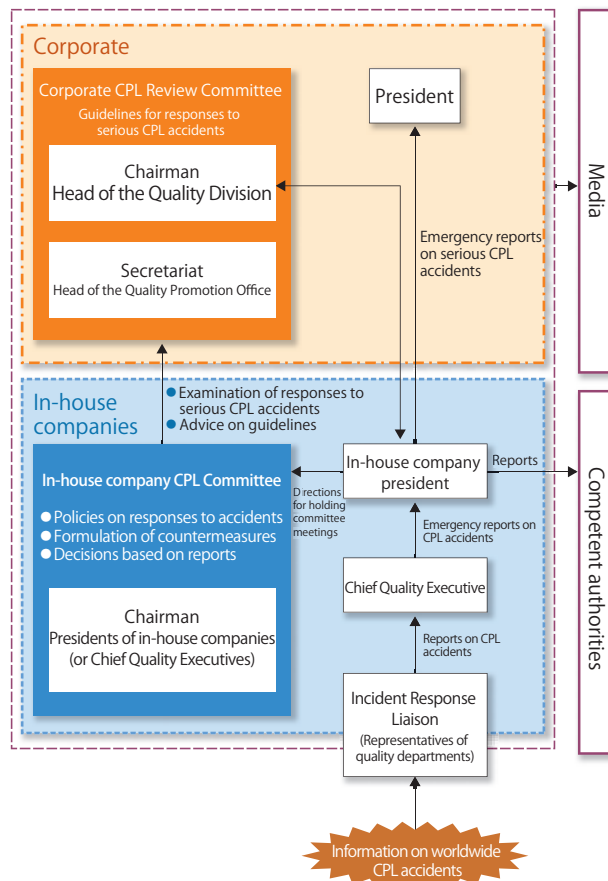 Corporate
Corporate CPL Review Committee
Guidelines for responses to
serious CPL accidents
Chairman
Head of the Quality Division
Secretariat
Head of the Quality Promotion Office
President
Emergency reports
on serious CPL
accidents
Media
In-house
companies
● Examination of responses to
serious CPL accidents
● Advice on guidelines
In-house company CPL Committee
● Policies on responses to accidents
● Formulation of countermeasures
● Decisions based on reports
Chairman
Presidents of in-house companies
(or Chief Quality Executives)
Directions
for holding
committee
meetings
In-house company
president
Reports
Competent authorities
Emergency reports on
CPL accidents
Chief Quality Executive
Reports on CPL
accidents
Incident Response
Liaison
(Representatives of
quality departments)
Information on worldwide
CPL accidents